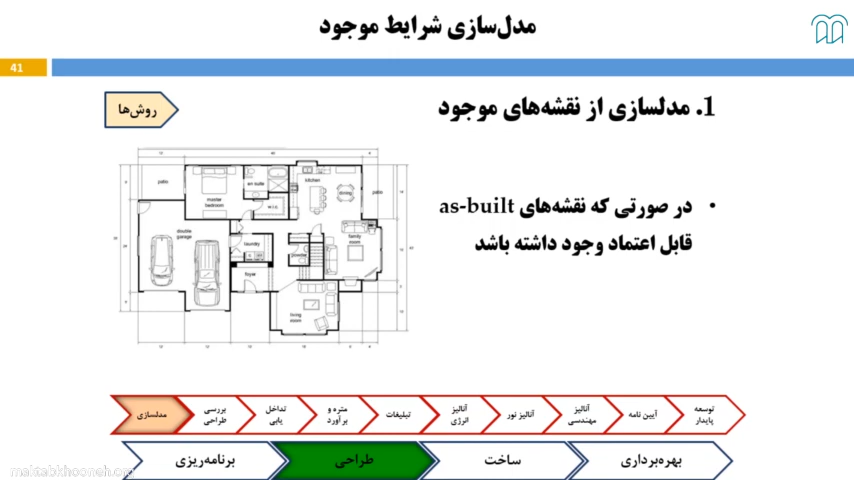 مدل‌سازی شرایط موجود
41
روش‌ها
1. مدلسازی از نقشه‌های موجود
• در صورتی که نقشه‌های as-built
قابل اعتماد وجود داشته باشد
patio
master
bedroom
en suite
w.i.c
kitchen
dining
patio
double
garage
laundry
powder
family
room
foyer
living
room
مدلسازی
بررسی
طراحی
تداخل
یابی
متره و
برآورد
تبلیغات
آنالیز
انرژی
آنالیز نور
آنالیز
مهندسی
آیین نامه
توسعه
پایدار
برنامه‌ریزی
طراحی
ساخت
بهره‌برداری
maktabkhooneh.org